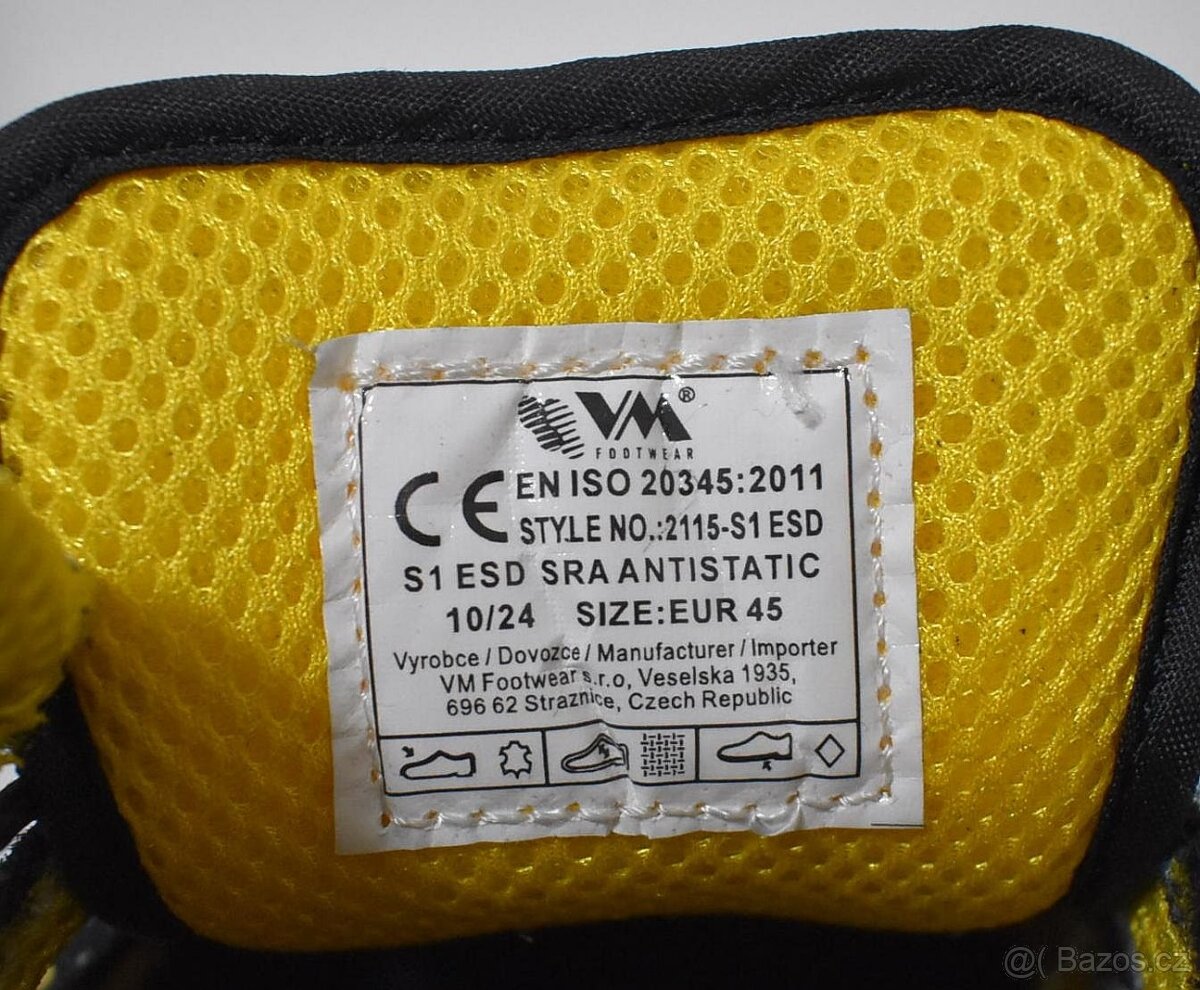 VM®
FOOTWEAR
CE EN ISO 20345:2011
STYLE NO.:2115-S1 ESD
S1 ESD SRA ANTISTATIC
10/24 SIZE:EUR 45
Vyrobce / Dovozce / Manufacturer / Importer
VM Footwear s.r.o, Veselska 1935,
696 62 Straznice, Czech Republic
@( Bazos.cz